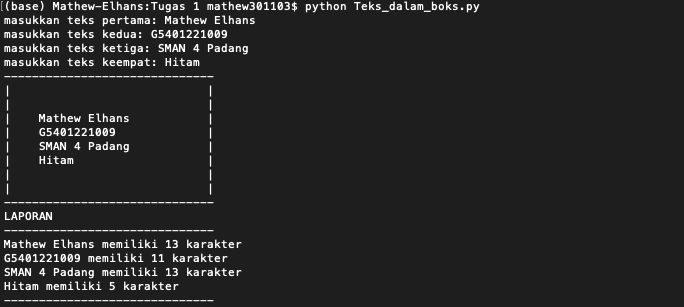 (base) Mathew-Elhans:Tugas 1 mathew301103$ python Teks_dalam_boks.py
masukkan teks pertama: Mathew Elhans
masukkan teks kedua: G5401221009
masukkan teks ketiga: SMAN 4 Padang
masukkan teks keempat: Hitam
------------------------------
|                            |
|                            |
|    Mathew Elhans           |
|    G5401221009             |
|    SMAN 4 Padang           |
|    Hitam                   |
|                            |
|                            |
------------------------------
LAPORAN
------------------------------
Mathew Elhans memiliki 13 karakter
G5401221009 memiliki 11 karakter
SMAN 4 Padang memiliki 13 karakter
Hitam memiliki 5 karakter
------------------------------